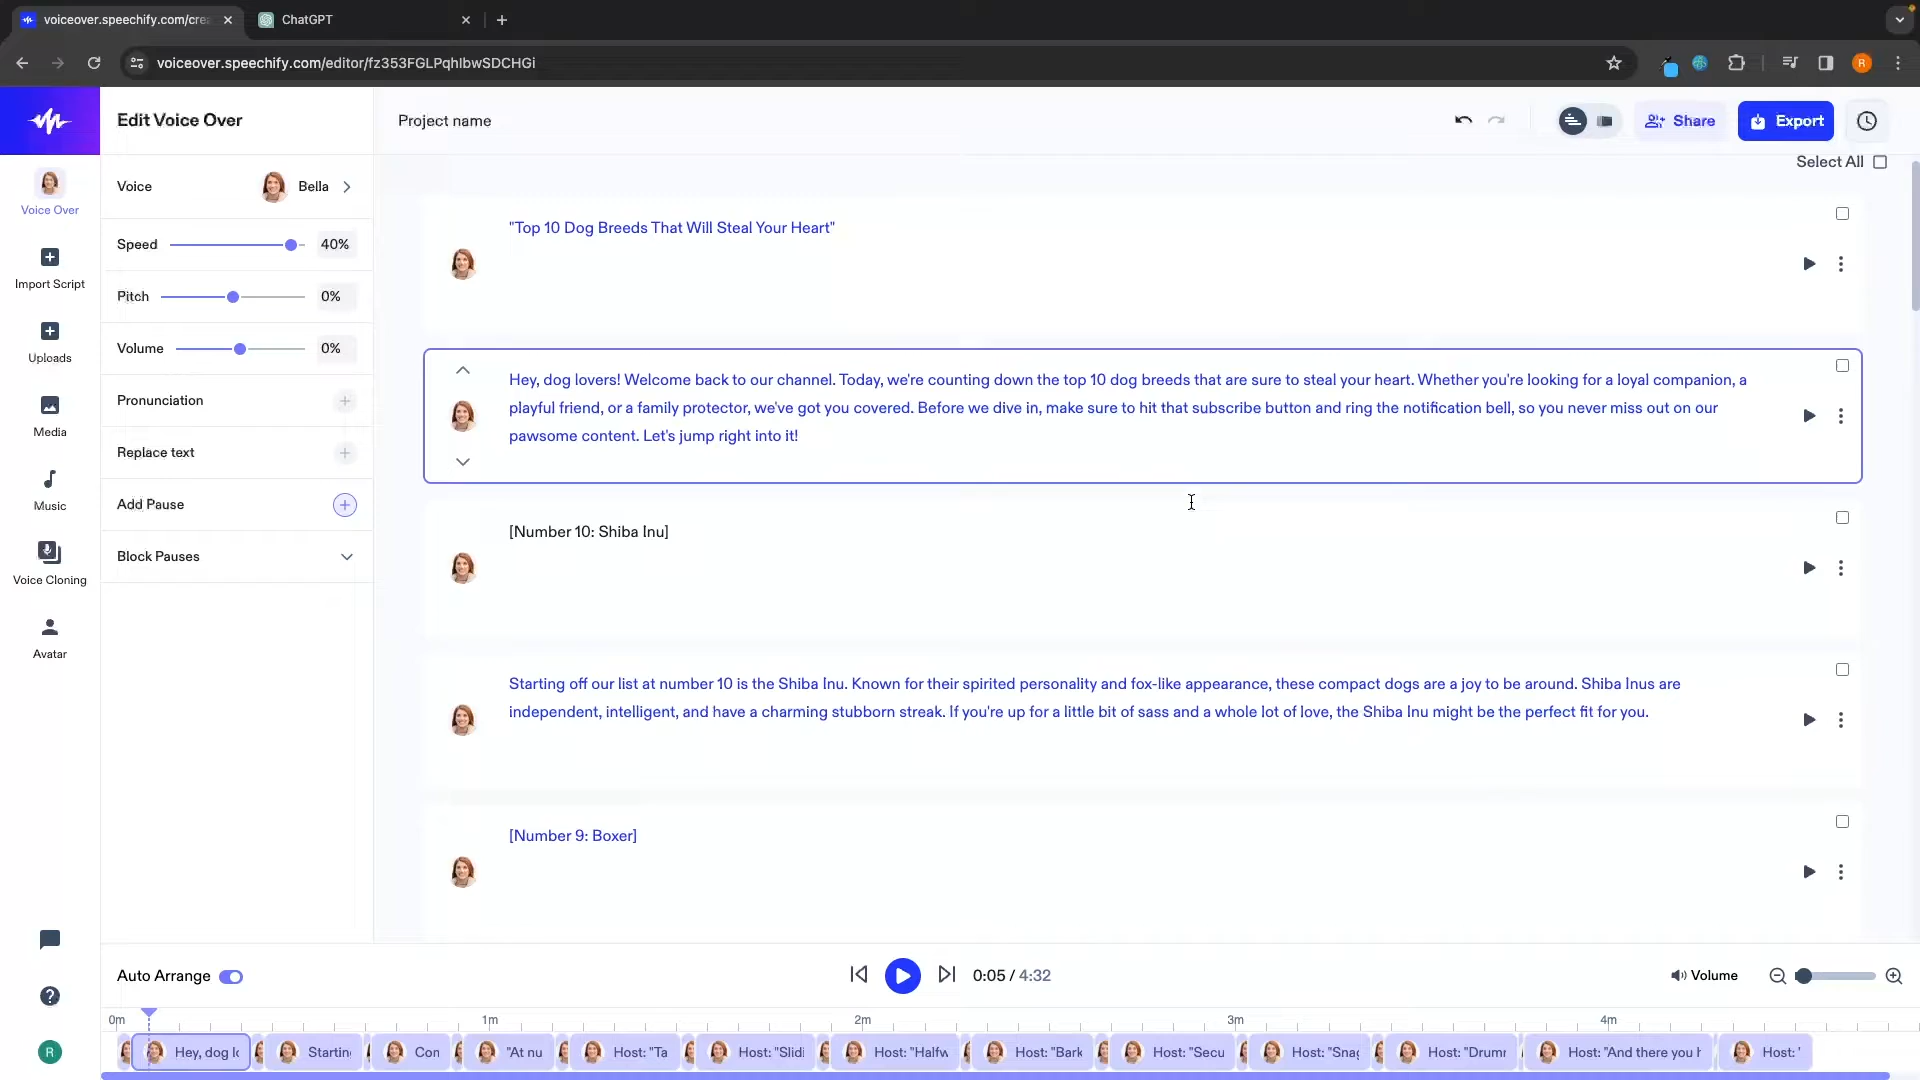 voiceover.speechify.com/crea
ChatGPT
voiceover.speechify.com/editor/fz353FGLPqhIbwSDCHGi
R
Edit Voice Over
Project name
Share
Export
Select All
Voice
Bella
Voice Over
Speed
40%
Import Script
Pitch
0%
Uploads
Volume
0%
Media
Pronunciation
Replace text
Music
Add Pause
Voice Cloning
Block Pauses
Avatar
"Top 10 Dog Breeds That Will Steal Your Heart"
Hey, dog lovers! Welcome back to our channel. Today, we're counting down the top 10 dog breeds that are sure to steal your heart. Whether you're looking for a loyal companion, a
playful friend, or a family protector, we've got you covered. Before we dive in, make sure to hit that subscribe button and ring the notification bell, so you never miss out on our
pawsome content. Let's jump right into it!
[Number 10: Shiba Inu]
Starting off our list at number 10 is the Shiba Inu. Known for their spirited personality and fox-like appearance, these compact dogs are a joy to be around. Shiba Inus are
independent, intelligent, and have a charming stubborn streak. If you're up for a little bit of sass and a whole lot of love, the Shiba Inu might be the perfect fit for you.
[Number 9: Boxer]
Auto Arrange
0:05 / 4:32
Volume
0m
1m
2m
3m
4m
R
Hey, dog lo
Starting
Con
"At nu
Host: "Ta
Host: "Slidi
Host: "Halfw
Host: "Bark
Host: "Secu
Host: "Snag
Host: "Drumr
Host: "And there you h
Host: '